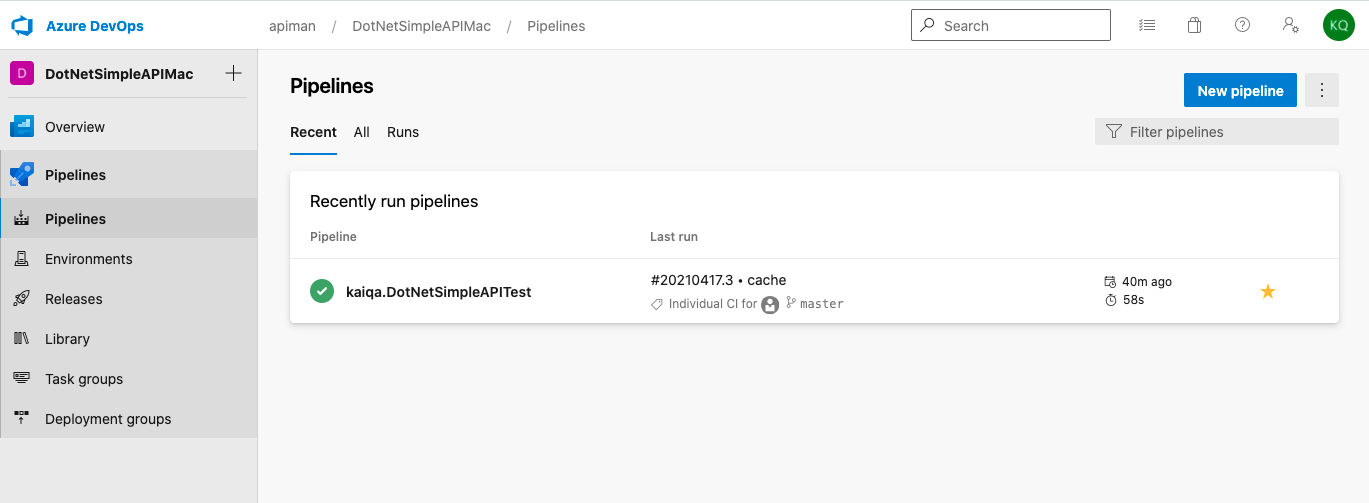 Azure DevOps
apiman / DotNetSimpleAPIMac / Pipelines
Search
KQ
D DotNetSimpleAPIMac
Overview
Pipelines
Pipelines
Environments
Releases
Library
Task groups
Deployment groups
Pipelines
New pipeline
Recent All Runs
Filter pipelines
Recently run pipelines
Pipeline Last run
kaiqa.DotNetSimpleAPITest
#20210417.3 • cache
Individual CI for master
40m ago
58s